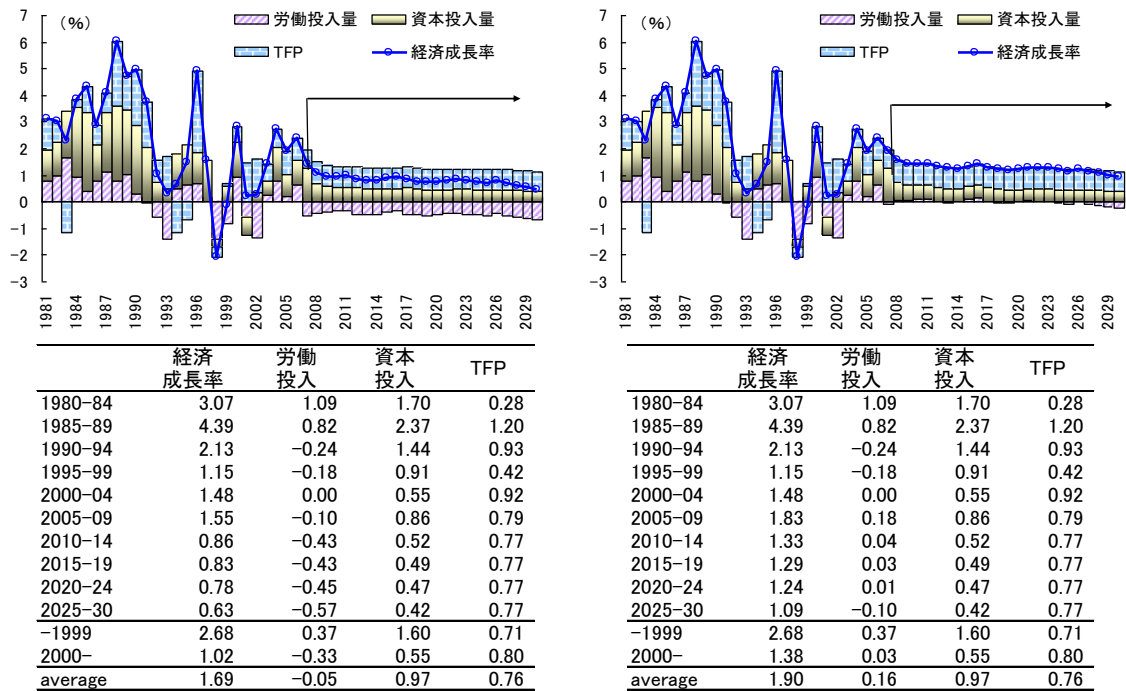 （％） 労働投入量 資本投入量
TFP 経済成長率
7
6
5
4
3
2
1
0
−1
−2
−3
1981 1984 1987 1990 1993 1996 1999 2002 2005 2008 2011 2014 2017 2020 2023 2026 2029
経済成長率 労働投入 資本投入 TFP
1980-84 3.07 1.09 1.70 0.28
1985-89 4.39 0.82 2.37 1.20
1990-94 2.13 -0.24 1.44 0.93
1995-99 1.15 -0.18 0.91 0.42
2000-04 1.48 0.00 0.55 0.92
2005-09 1.55 -0.10 0.86 0.79
2010-14 0.86 -0.43 0.52 0.77
2015-19 0.83 -0.43 0.49 0.77
2020-24 0.78 -0.45 0.47 0.77
2025-30 0.63 -0.57 0.42 0.77
-1999 2.68 0.37 1.60 0.71
2000- 1.02 -0.33 0.55 0.80
average 1.69 -0.05 0.97 0.76
（％） 労働投入量 資本投入量
TFP 経済成長率
7
6
5
4
3
2
1
0
−1
−2
−3
1981 1984 1987 1990 1993 1996 1999 2002 2005 2008 2011 2014 2017 2020 2023 2026 2029
経済成長率 労働投入 資本投入 TFP
1980-84 3.07 1.09 1.70 0.28
1985-89 4.39 0.82 2.37 1.20
1990-94 2.13 -0.24 1.44 0.93
1995-99 1.15 -0.18 0.91 0.42
2000-04 1.48 0.00 0.55 0.92
2005-09 1.83 0.18 0.86 0.79
2010-14 1.33 0.04 0.52 0.77
2015-19 1.29 0.03 0.49 0.77
2020-24 1.24 0.01 0.47 0.77
2025-30 1.09 -0.10 0.42 0.77
-1999 2.68 0.37 1.60 0.71
2000- 1.38 0.03 0.55 0.80
average 1.90 0.16 0.97 0.76